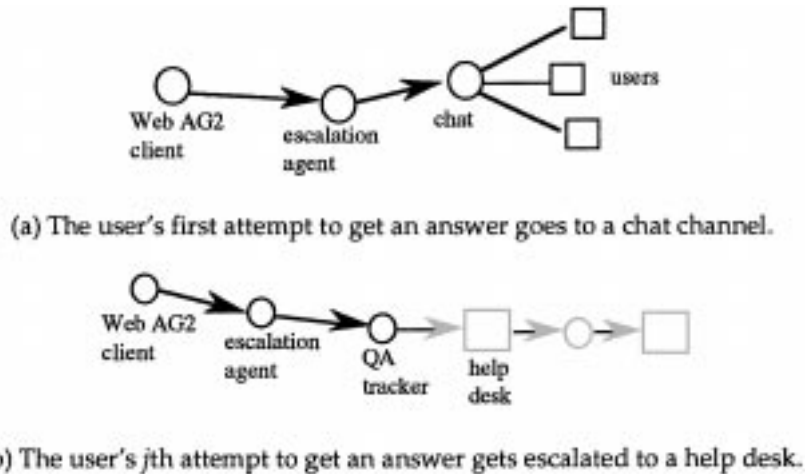 users
Web AG2
client
escalation
agent
chat
(a) The user's first attempt to get an answer goes to a chat channel.
Web AG2
client
escalation
agent
QA
tracker
help
desk
) The user's jth attempt to get an answer gets escalated to a help desk.